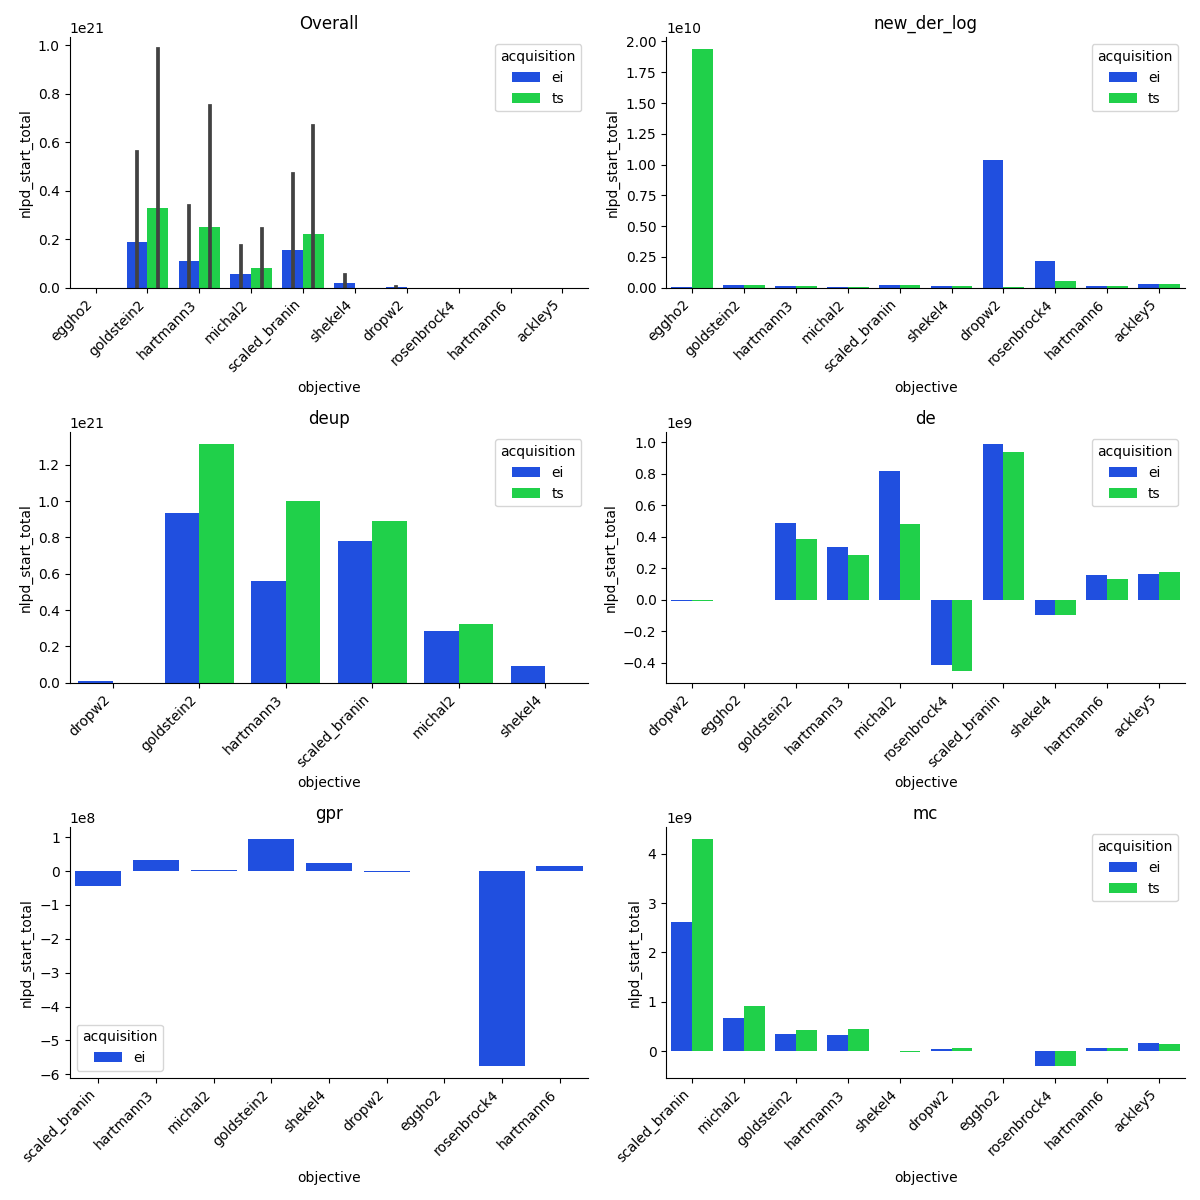 Overall
1e21
nlpd_start_total
1.0
0.8
0.6
0.4
0.2
0.0
acquisition
ei
ts
eggho2
goldstein2
hartmann3
michal2
scaled_branin
shekel4
dropw2
rosenbrock4
hartmann6
ackley5
objective
new_der_log
1e10
nlpd_start_total
2.00
1.75
1.50
1.25
1.00
0.75
0.50
0.25
0.00
acquisition
ei
ts
eggho2
goldstein2
hartmann3
michal2
scaled_branin
shekel4
dropw2
rosenbrock4
hartmann6
ackley5
objective
deup
1e21
nlpd_start_total
1.2
1.0
0.8
0.6
0.4
0.2
0.0
acquisition
ei
ts
dropw2
goldstein2
hartmann3
scaled_branin
michal2
shekel4
objective
de
1e9
nlpd_start_total
1.0
0.8
0.6
0.4
0.2
0.0
−0.2
−0.4
acquisition
ei
ts
dropw2
eggho2
goldstein2
hartmann3
michal2
rosenbrock4
scaled_branin
shekel4
hartmann6
ackley5
objective
gpr
1e8
nlpd_start_total
1
0
−1
−2
−3
−4
−5
−6
acquisition
ei
scaled_branin
hartmann3
michal2
goldstein2
shekel4
dropw2
eggho2
rosenbrock4
hartmann6
objective
mc
1e9
nlpd_start_total
4
3
2
1
0
acquisition
ei
ts
scaled_branin
michal2
goldstein2
hartmann3
shekel4
dropw2
eggho2
rosenbrock4
hartmann6
ackley5
objective